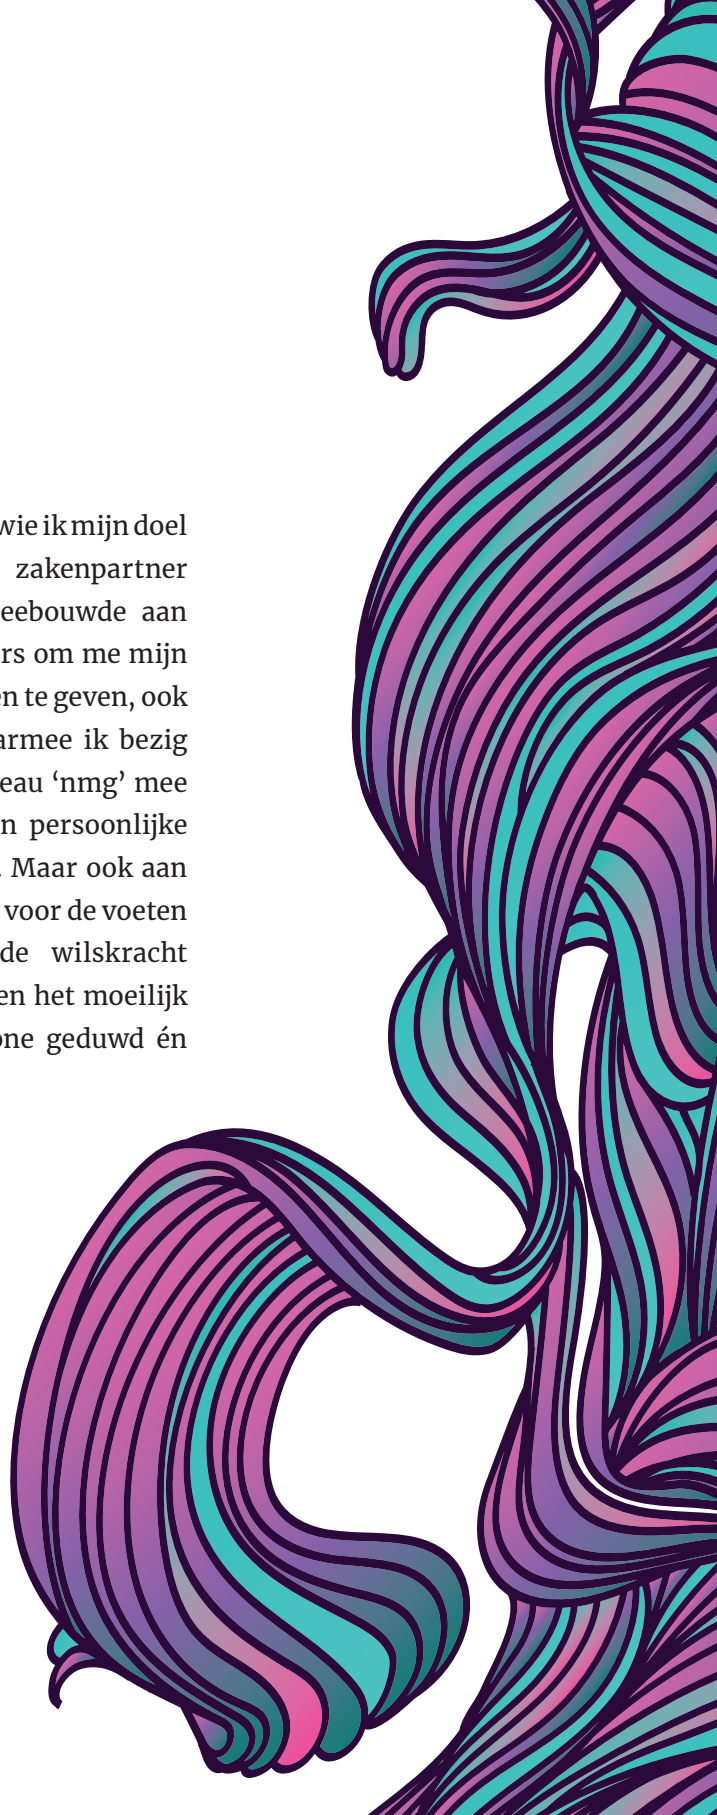 wie ik mijn doel
zakenpartner
eebouwde aan
rs om me mijn
en te geven, ook
armee ik bezig
eau ‘nmg’ mee
n persoonlijke
. Maar ook aan
voor de voeten
de wilskracht
en het moeilijk
one geduwd én